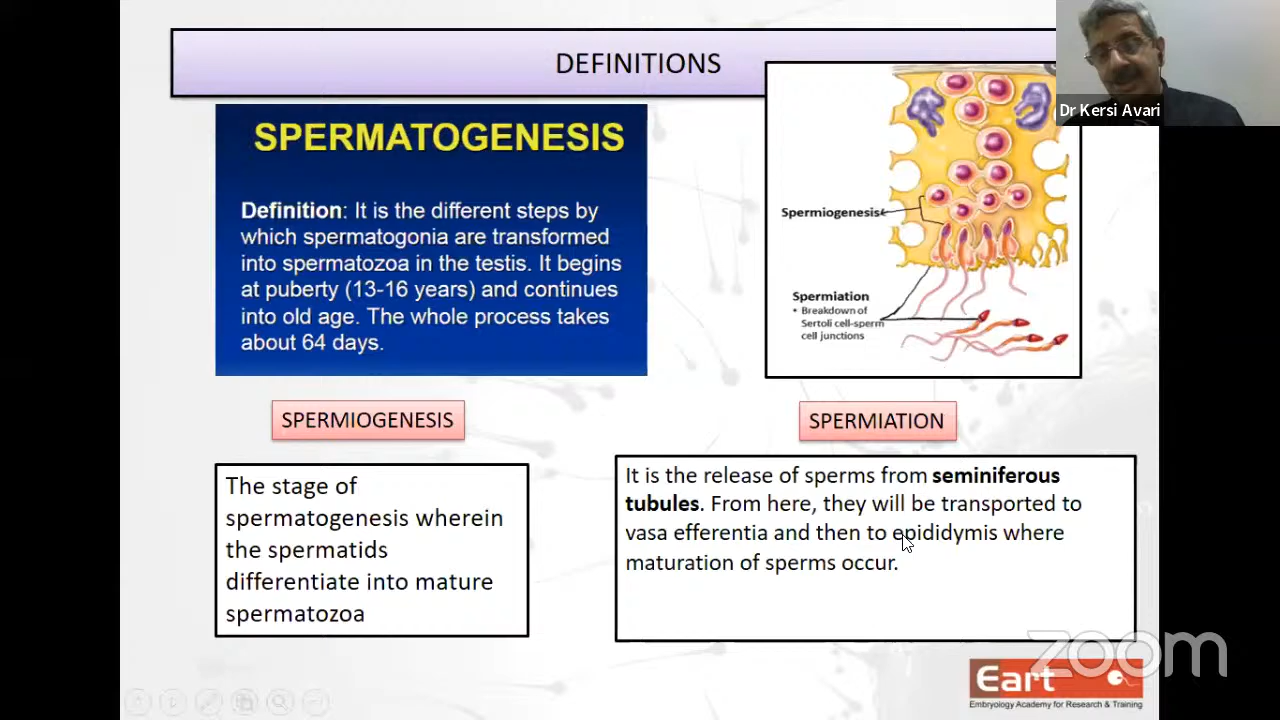 DEFINITIONS
Dr Kersi Avari
SPERMATOGENESIS
Definition: It is the different steps by
which spermatogonia are transformed
into spermatozoa in the testis. It begins
at puberty (13-16 years) and continues
into old age. The whole process takes
about 64 days.
Spermiogenesis
Spermiation
• Breakdown of
Sertoli cell-sperm
cell junctions
SPERMIOGENESIS
The stage of
spermatogenesis wherein
the spermatids
differentiate into mature
spermatozoa
SPERMIATION
It is the release of sperms from seminiferous
tubules. From here, they will be transported to
vasa efferentia and then to epididymis where
maturation of sperms occur.
zoom
Eart
Embryology Academy for Research & Training